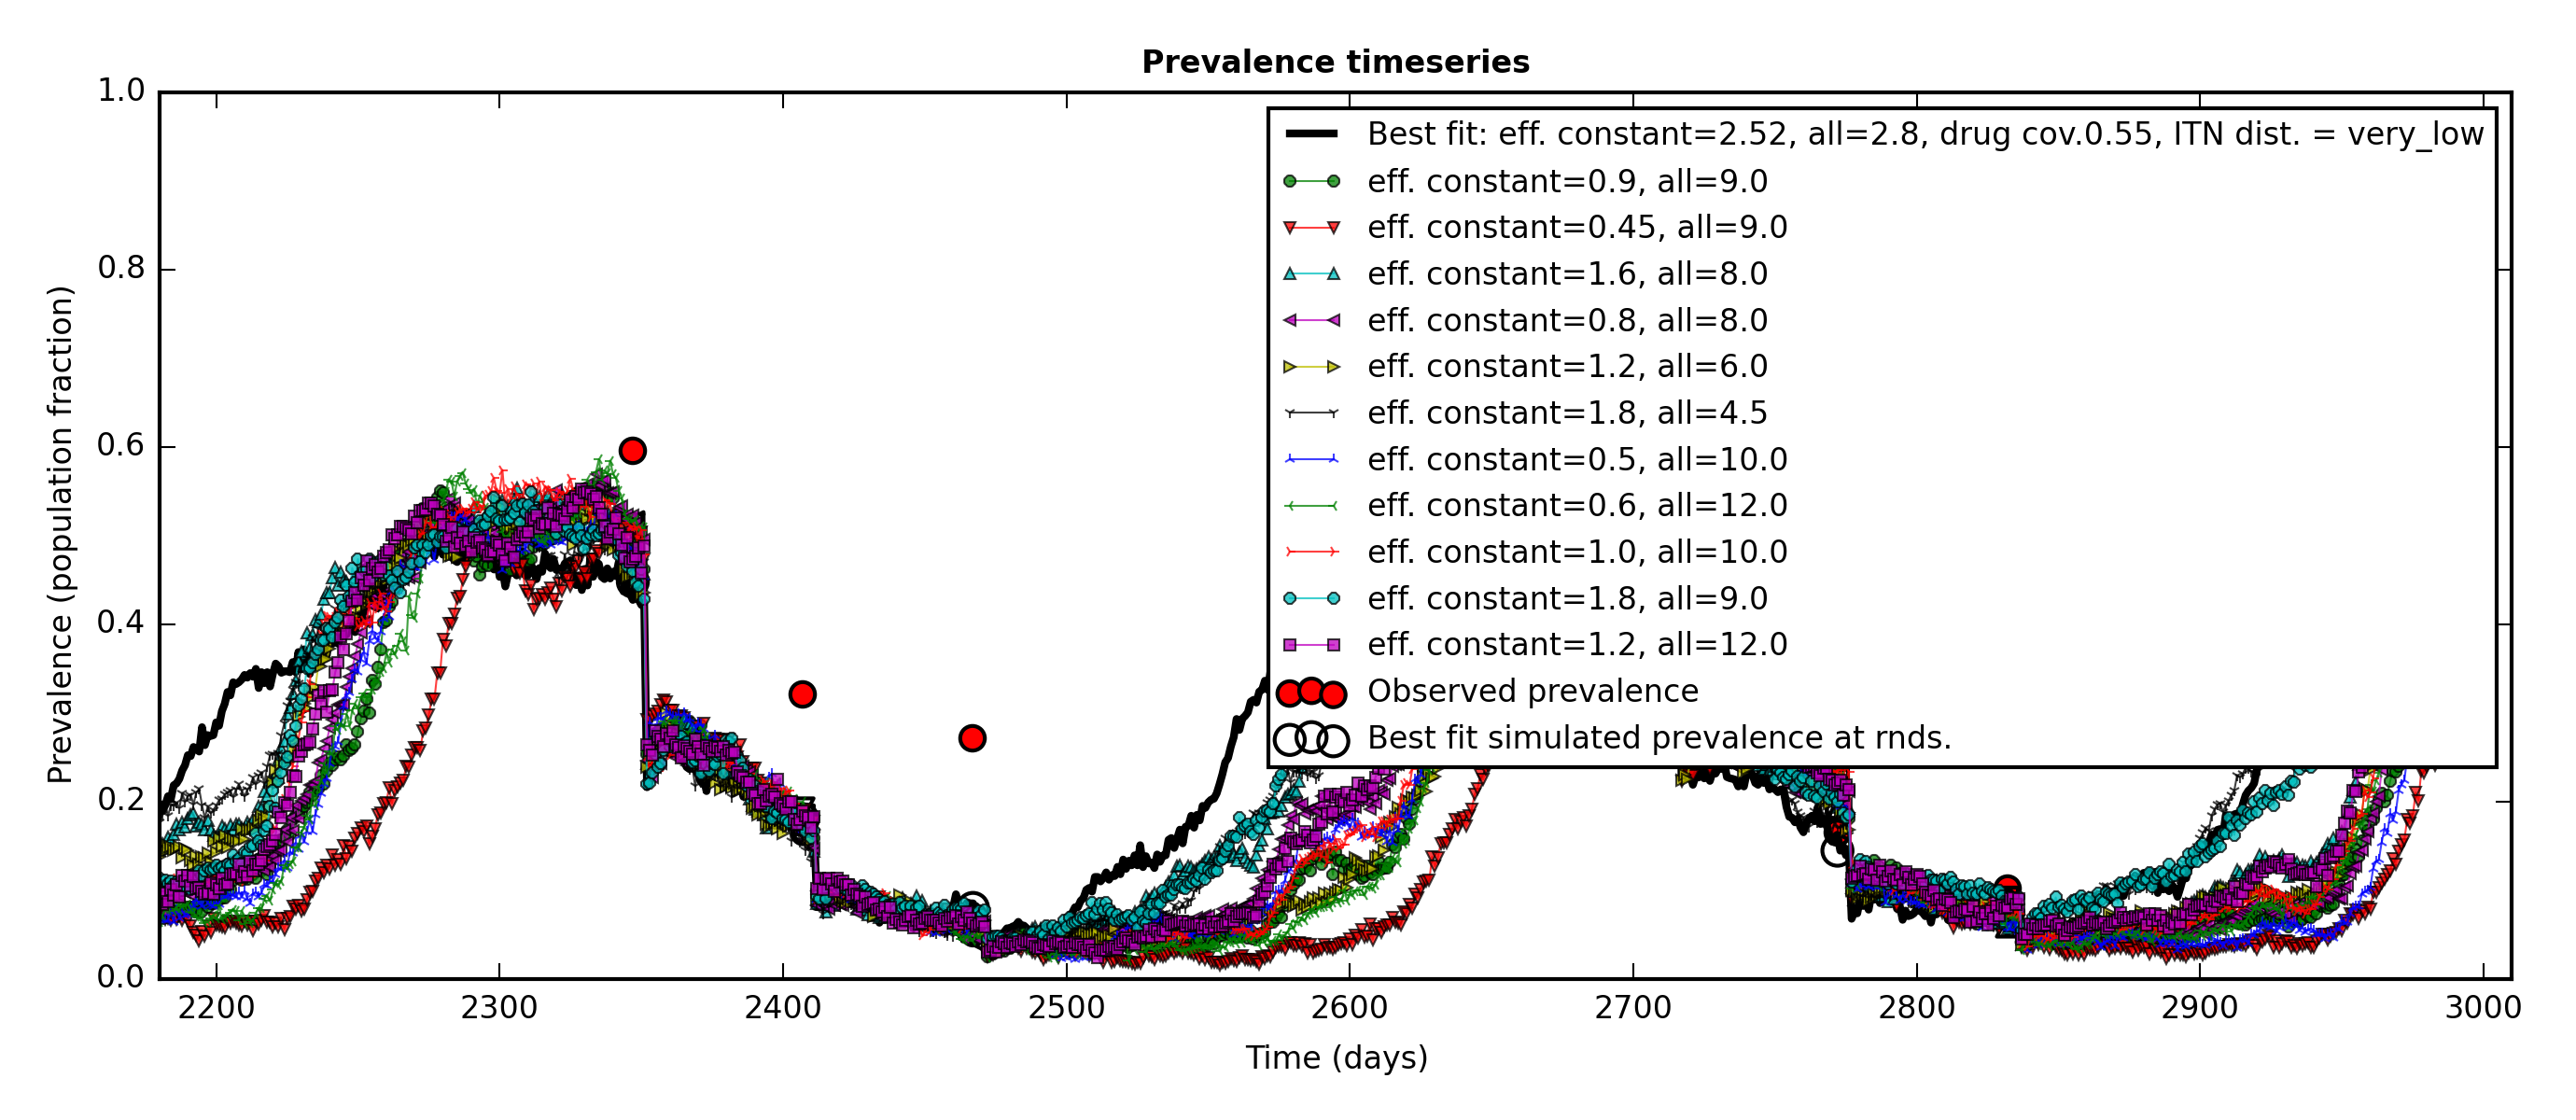 Prevalence timeseries
Prevalence (population fraction)
1.0
0.8
0.6
0.4
0.2
0.0
Best fit: eff. constant=2.52, all=2.8, drug cov.0.55, ITN dist. = very_low
eff. constant=0.9, all=9.0
eff. constant=0.45, all=9.0
eff. constant=1.6, all=8.0
eff. constant=0.8, all=8.0
eff. constant=1.2, all=6.0
eff. constant=1.8, all=4.5
eff. constant=0.5, all=10.0
eff. constant=0.6, all=12.0
eff. constant=1.0, all=10.0
eff. constant=1.8, all=9.0
eff. constant=1.2, all=12.0
Observed prevalence
Best fit simulated prevalence at rnds.
2200 2300 2400 2500 2600 2700 2800 2900 3000
Time (days)